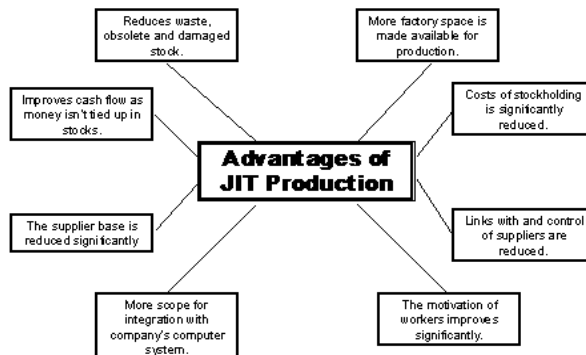 Reduces waste,
obsolete and damaged
stock.
More factory space is
made available for
production.
Improves cash flow as
money isn't tied up in
stocks.
Costs of stockholding
is significantly
reduced.
Advantages of
JIT Production
The supplier base is
reduced significantly
Links with and control
of suppliers are
reduced.
More scope for
integration with
company's computer
system.
The motivation of
workers improves
significantly.